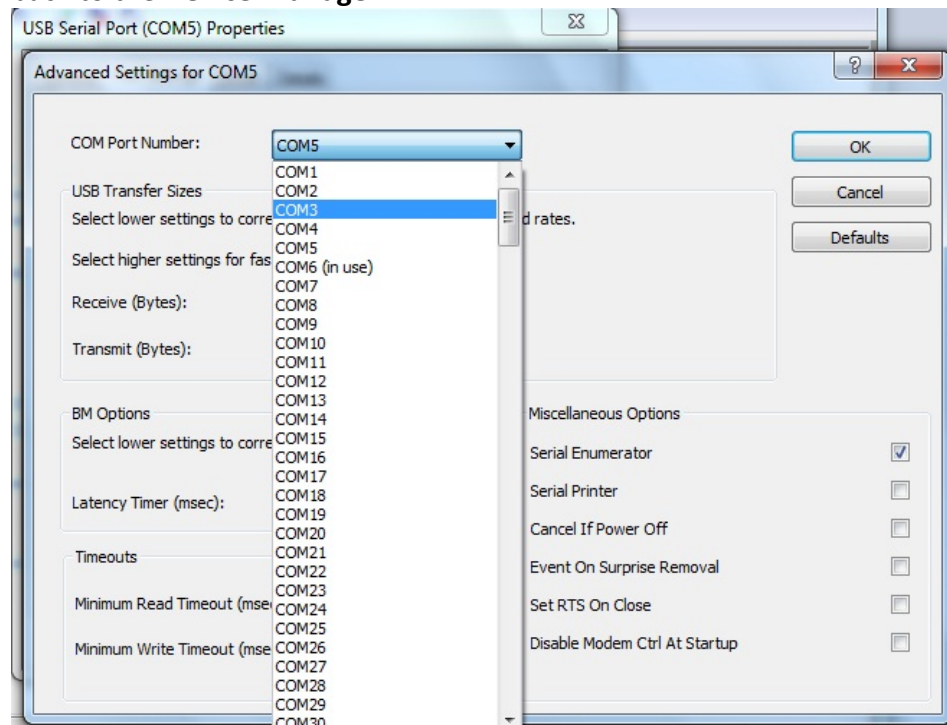 USB Serial Port (COM5) Properties
Advanced Settings for COM5
COM Port Number:
COM5
COM1
COM2
COM3
COM4
COM5
COM6 (in use)
COM7
COM8
COM9
COM10
COM11
COM12
COM13
COM14
COM15
COM16
COM17
COM18
COM19
COM20
COM21
COM22
COM23
COM24
COM25
COM26
COM27
COM28
COM29
COM30
OK
Cancel
Defaults
USB Transfer Sizes
Select lower settings to corre
d rates.
Select higher settings for fas
Receive (Bytes):
Transmit (Bytes):
BM Options
Select lower settings to corre
Latency Timer (msec):
Timeouts
Minimum Read Timeout (mse
Minimum Write Timeout (mse
Miscellaneous Options
Serial Enumerator
Serial Printer
Cancel If Power Off
Event On Surprise Removal
Set RTS On Close
Disable Modem Ctrl At Startup